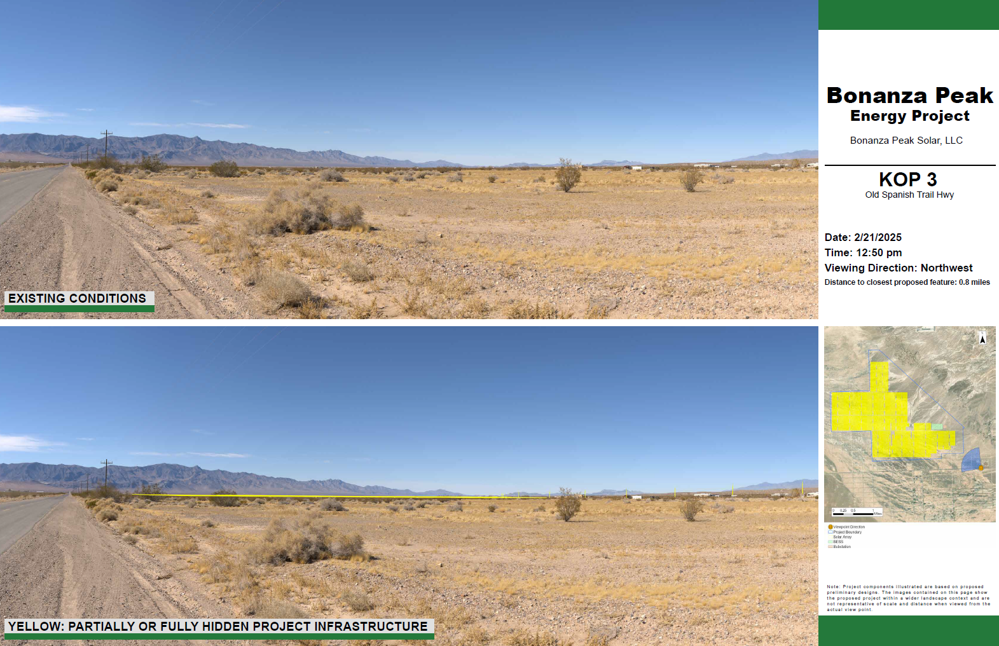 Bonanza Peak
Energy Project
Bonanza Peak Solar, LLC
KOP 3
Old Spanish Trail Hwy
Date: 2/21/2025
Time: 12:50 pm
Viewing Direction: Northwest
Distance to closest proposed feature: 0.8 miles
EXISTING CONDITIONS
YELLOW: PARTIALLY OR FULLY HIDDEN PROJECT INFRASTRUCTURE
0 0.25 0.5 1
Miles
Viewpoint Direction
Project Boundary
Solar Array
BESS
Substation
Note: Project components illustrated are based on proposed
preliminary designs. The images contained on this page show
the proposed project within a wider landscape context and are
not representative of scale and distance when viewed from the
actual view point.